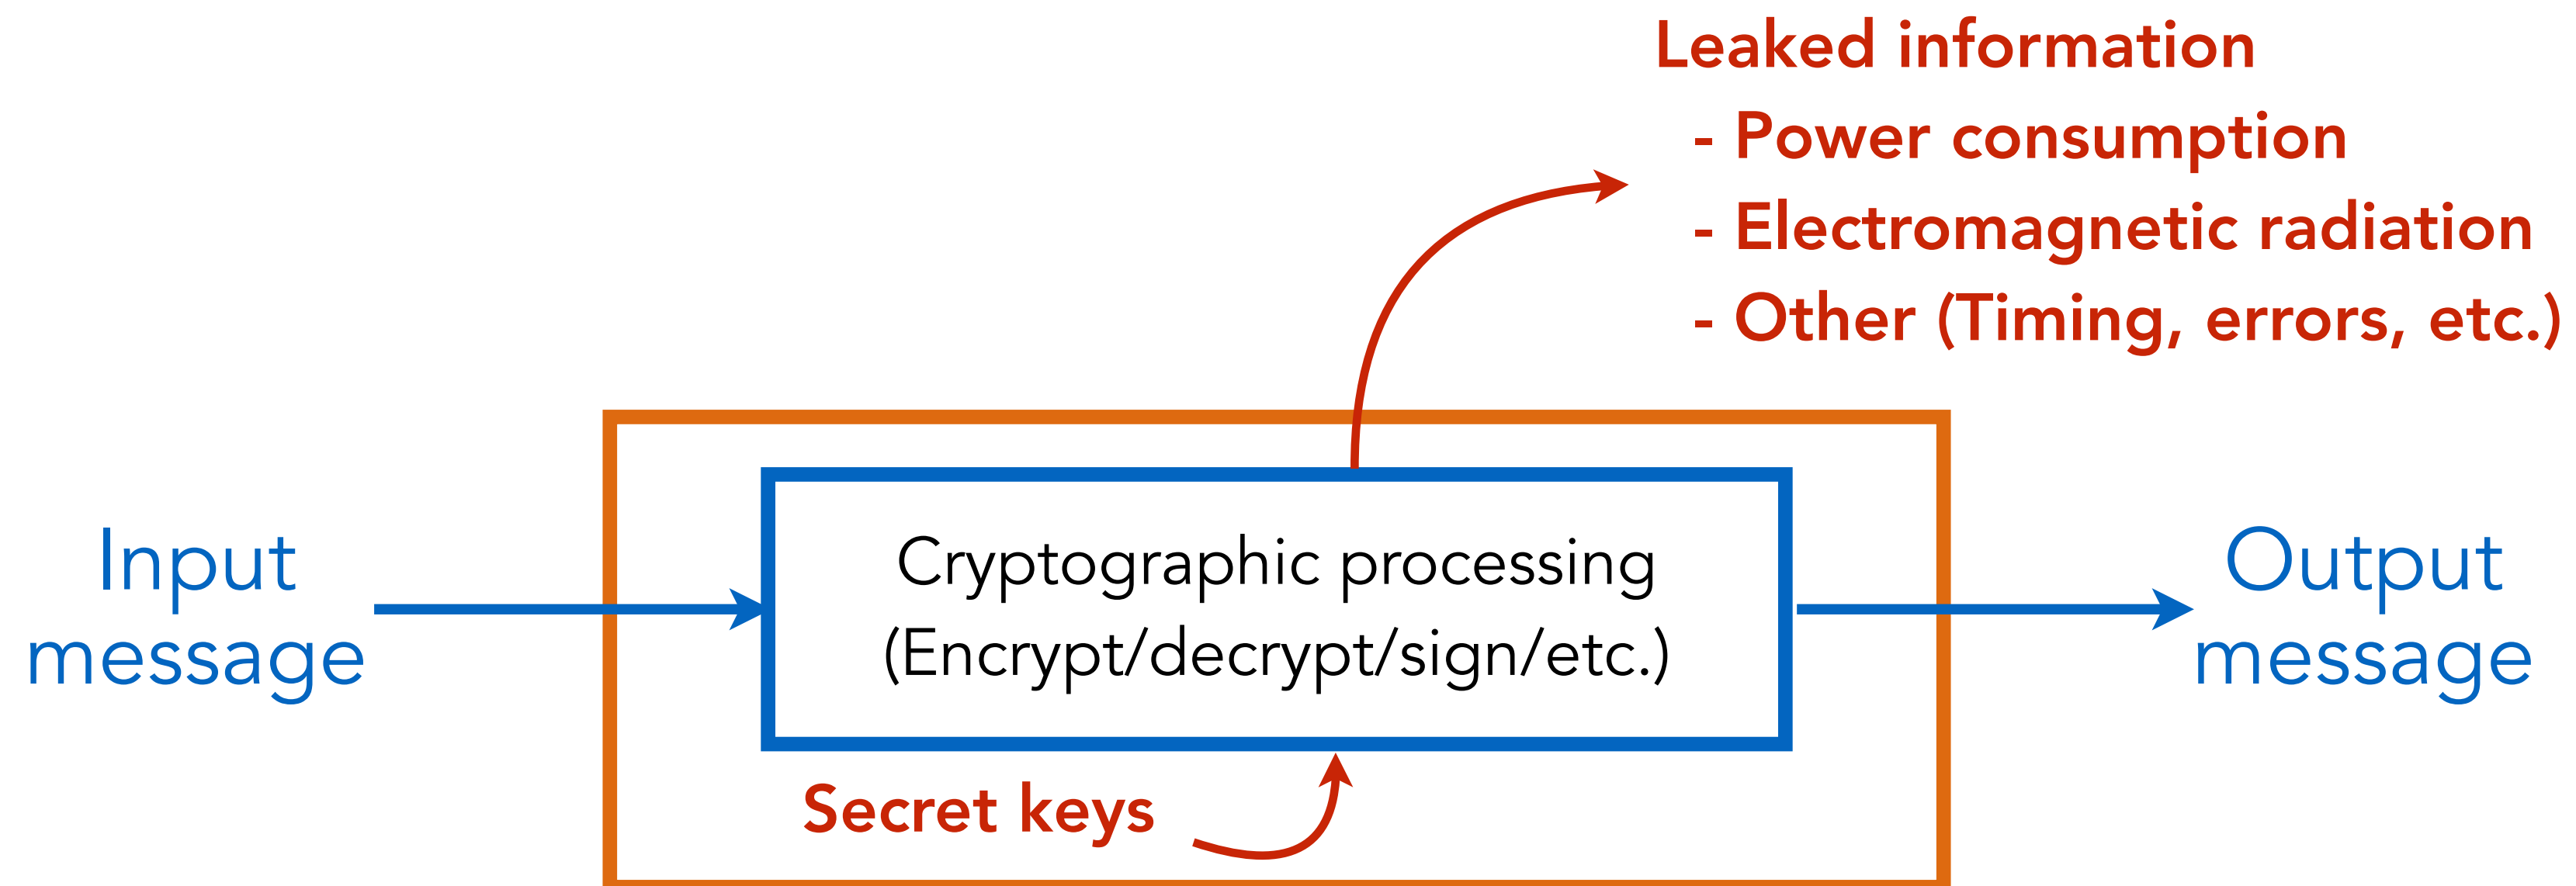 Leaked information
- Power consumption
- Electromagnetic radiation
- Other (Timing, errors, etc.)
Input
message
Cryptographic processing
(Encrypt/decrypt/sign/etc.)
Secret keys
Output
message